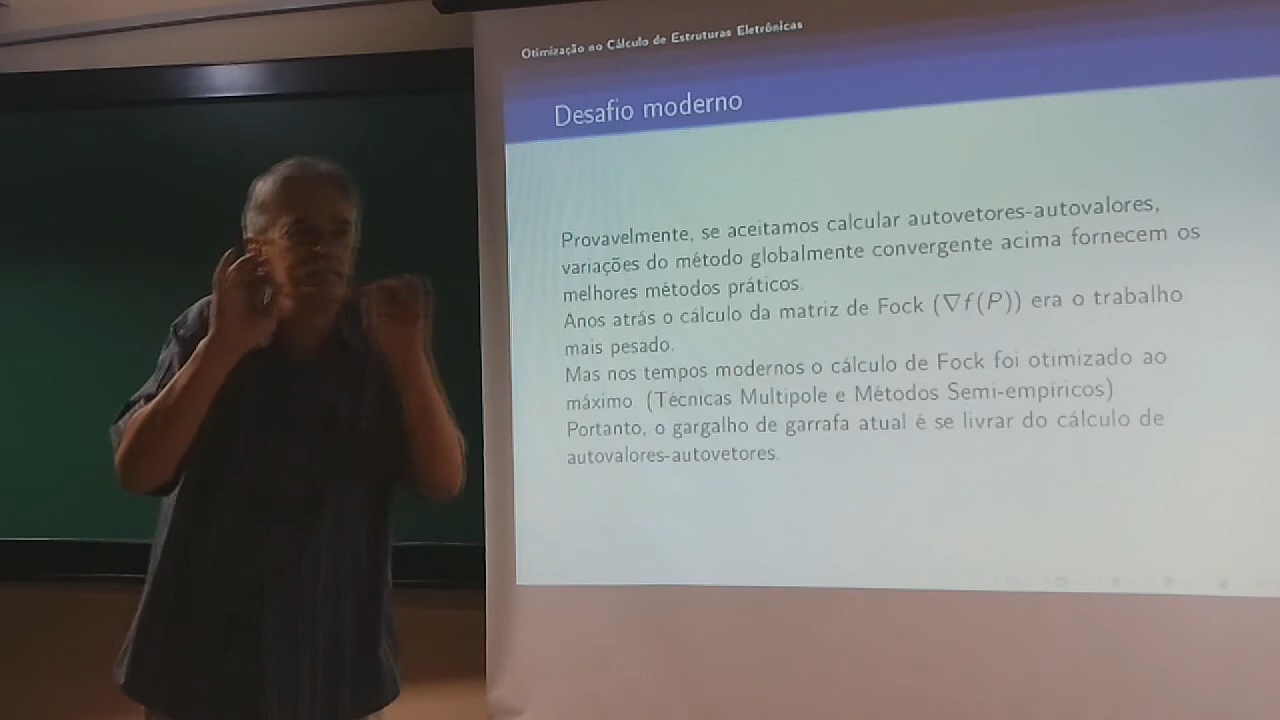 Otimização no Cálculo de Estruturas Eletrônicas
Desafio moderno
Provavelmente, se aceitamos calcular autovetores-autovalores,
variações do método globalmente convergente acima fornecem os
melhores métodos práticos.
Anos atrás o cálculo da matriz de Fock (∇f(P)) era o trabalho
mais pesado.
Mas nos tempos modernos o cálculo de Fock foi otimizado ao
máximo. (Técnicas Multipole e Métodos Semi-empíricos)
Portanto, o gargalho de garrafa atual é se livrar do cálculo de
autovalores-autovetores.